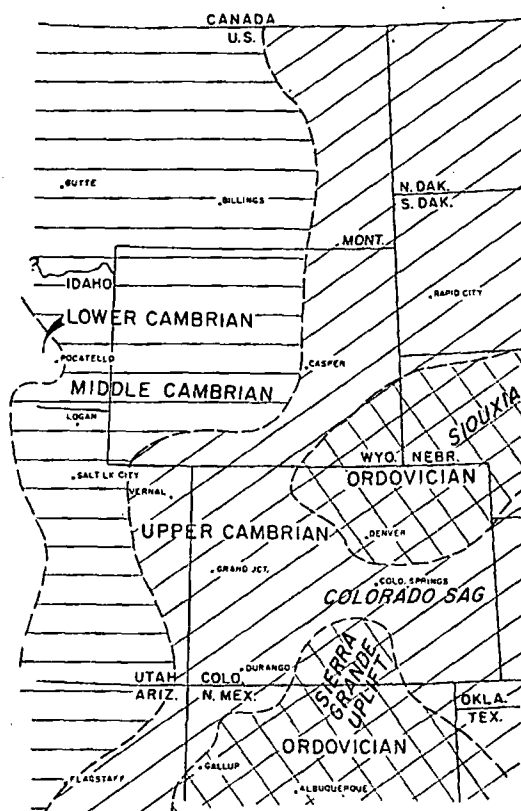 CANADA
U.S.
BUTTE
BILLINGS
N. DAK.
S. DAK.
MONT.
?
IDAHO
RAPID CITY
LOWER CAMBRIAN
POCATELLO
CASPER
MIDDLE CAMBRIAN
LOGAN
SIOUXIA
WYO. NEBR.
SALT LK CITY
ORDOVICIAN
VERNAL
UPPER CAMBRIAN
DENVER
GRAND JCT.
COLO. SPRINGS
COLORADO SAG
DURANGO
UTAH COLO.
ARIZ. N. MEX.
SIERRA
GRANDE
UPLIFT
OKLA.
TEX.
ORDOVICIAN
GALLUP
FLAGSTAFF
ALBUQUERQUE